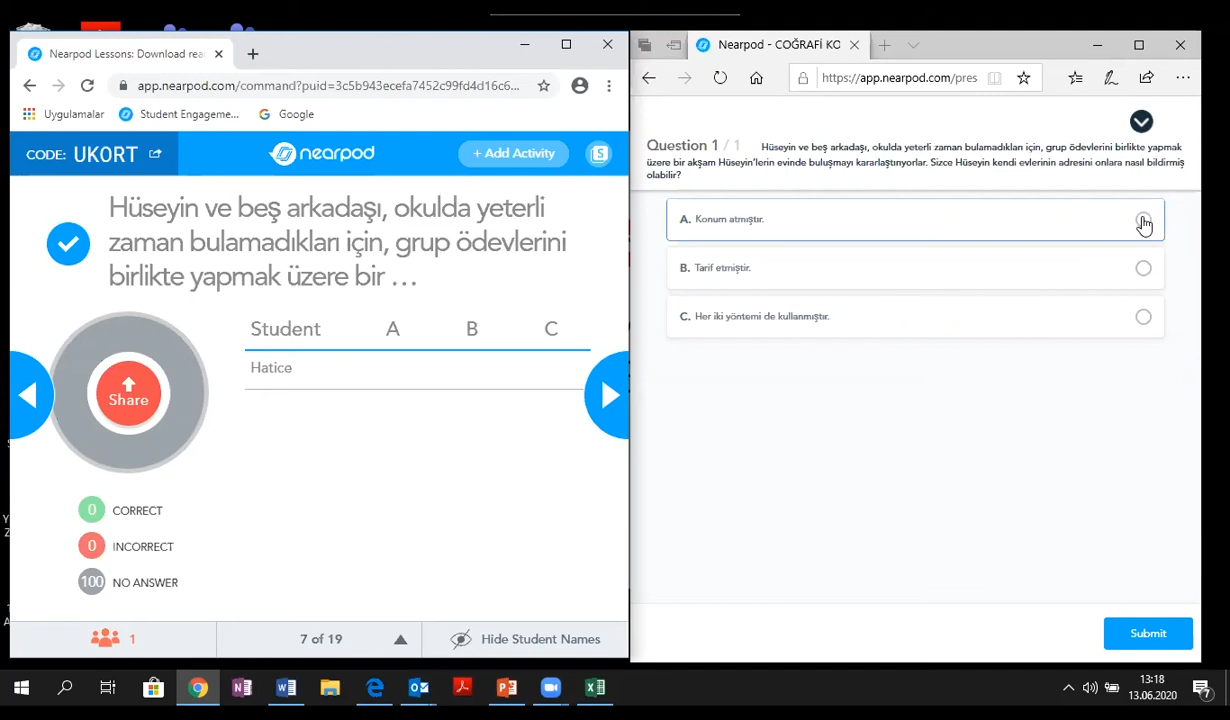 Nearpod Lessons: Download rea
app.nearpod.com/command?puid=3c5b943ecefa7452c99fd4d16c6...
Uygulamalar
Student Engageme...
Google
CODE: UKORT
nearpod
+ Add Activity
S
Hüseyin ve beş arkadaşı, okulda yeterli
zaman bulamadıkları için, grup ödevlerini
birlikte yapmak üzere bir ...
Share
Student A B C
Hatice
0 CORRECT
0 INCORRECT
100 NO ANSWER
1
7 of 19
Hide Student Names
Nearpod - COĞRAFİ KO
https://app.nearpod.com/pres
Question 1 / 1
Hüseyin ve beş arkadaşı, okulda yeterli zaman bulamadıkları için, grup ödevlerini birlikte yapmak
üzere bir akşam Hüseyin'lerin evinde buluşmayı kararlaştırıyorlar. Sizce Hüseyin kendi evlerinin adresini onlara nasıl bildirmiş
olabilir?
A. Konum atmıştır.
B. Tarif etmiştir.
C. Her iki yöntemi de kullanmıştır.
Submit
13:18
13.06.2020
7